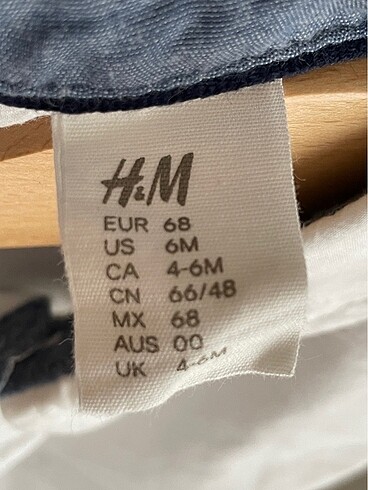 H&M
EUR 68
US 6M
CA 4-6M
CN 66/48
MX 68
AUS 00
UK 4-6M